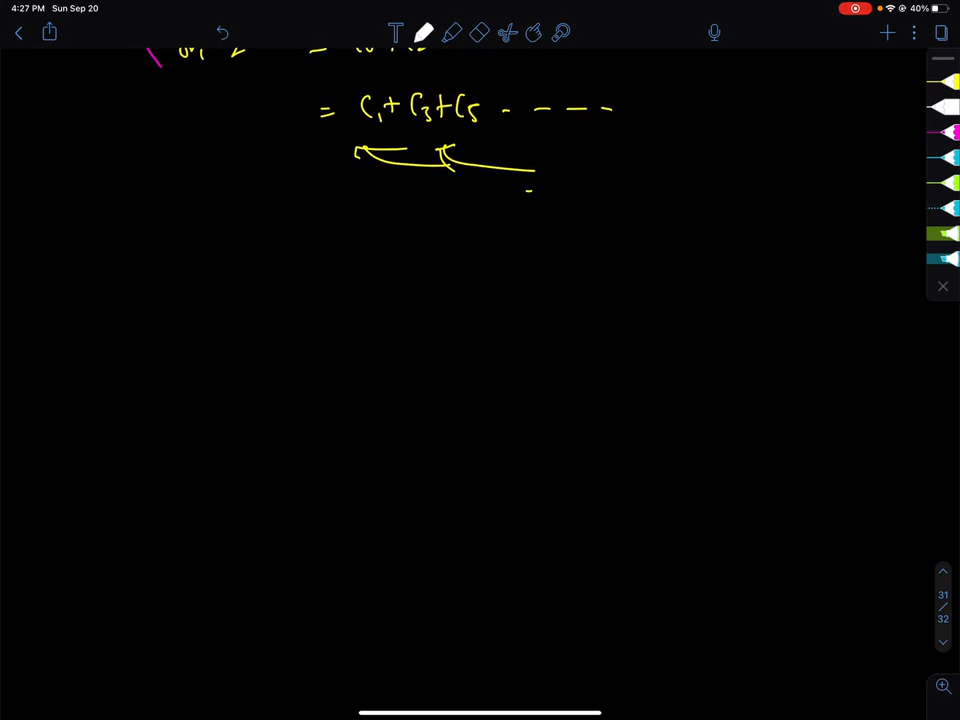 4:27 PM Sun Sep 20 40%
= C₁ + C₃ + C₅ - - - -
31
/
32